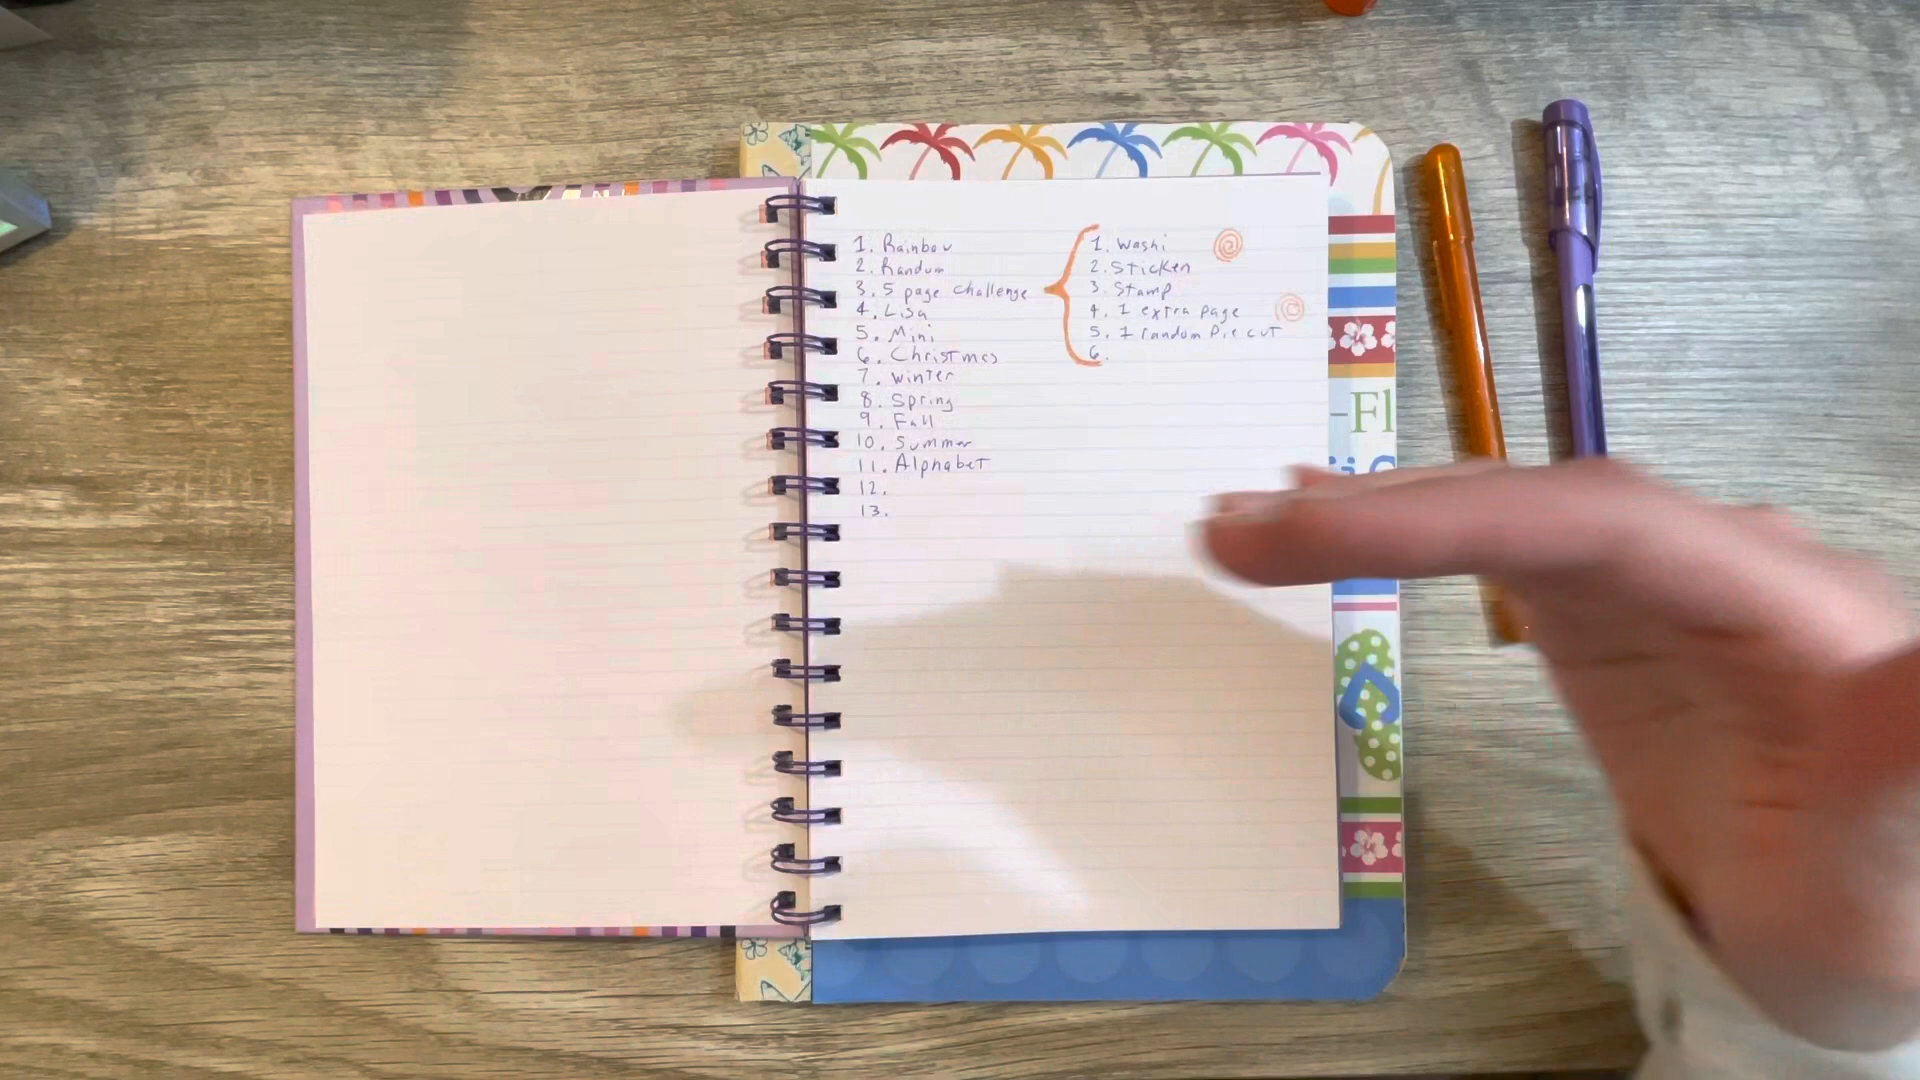 1. Rainbow
2. Random
3. 5 page challenge
4. Lisa
5. Mini
6. Christmas
7. Winter
8. Spring
9. Fall
10. Summer
11. Alphabet
12.
13.
1. Washi
2. Sticker
3. Stamp
4. 1 extra page
5. 1 random Die cut
6.
-Fl